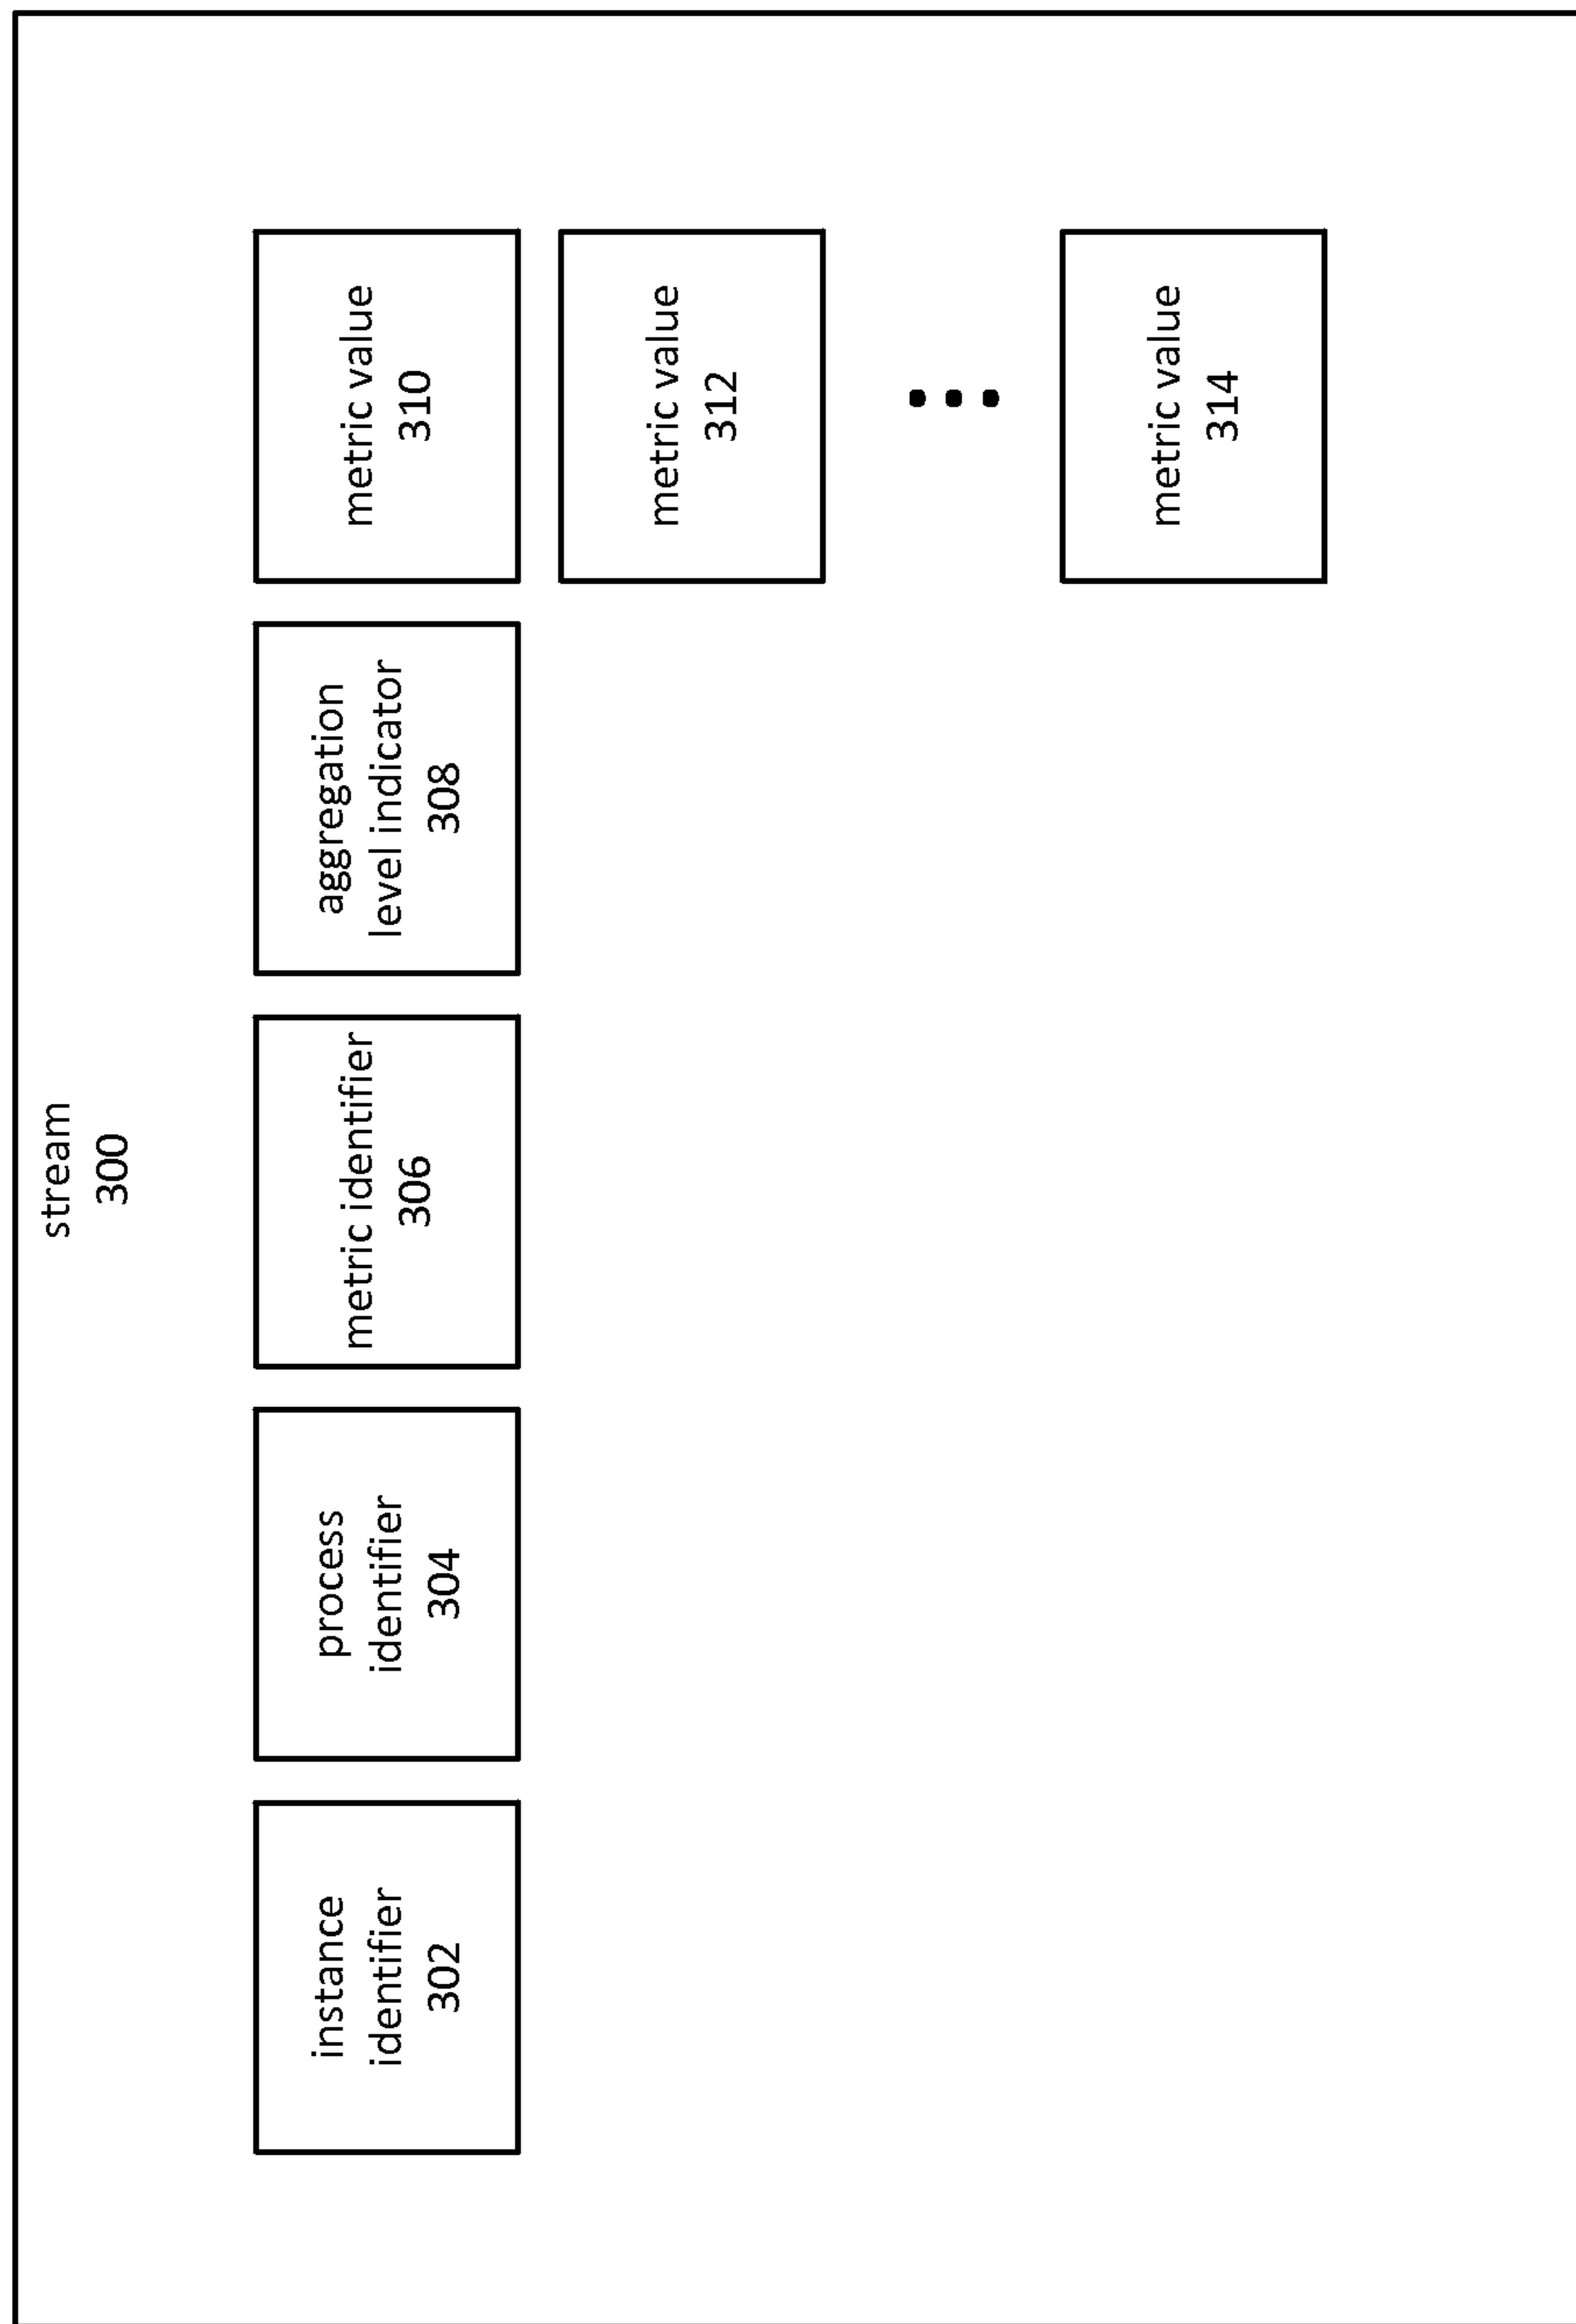 stream
300
instance
identifier
302
process
identifier
304
metric identifier
306
aggregation
level indicator
308
metric value
310
metric value
312
metric value
314